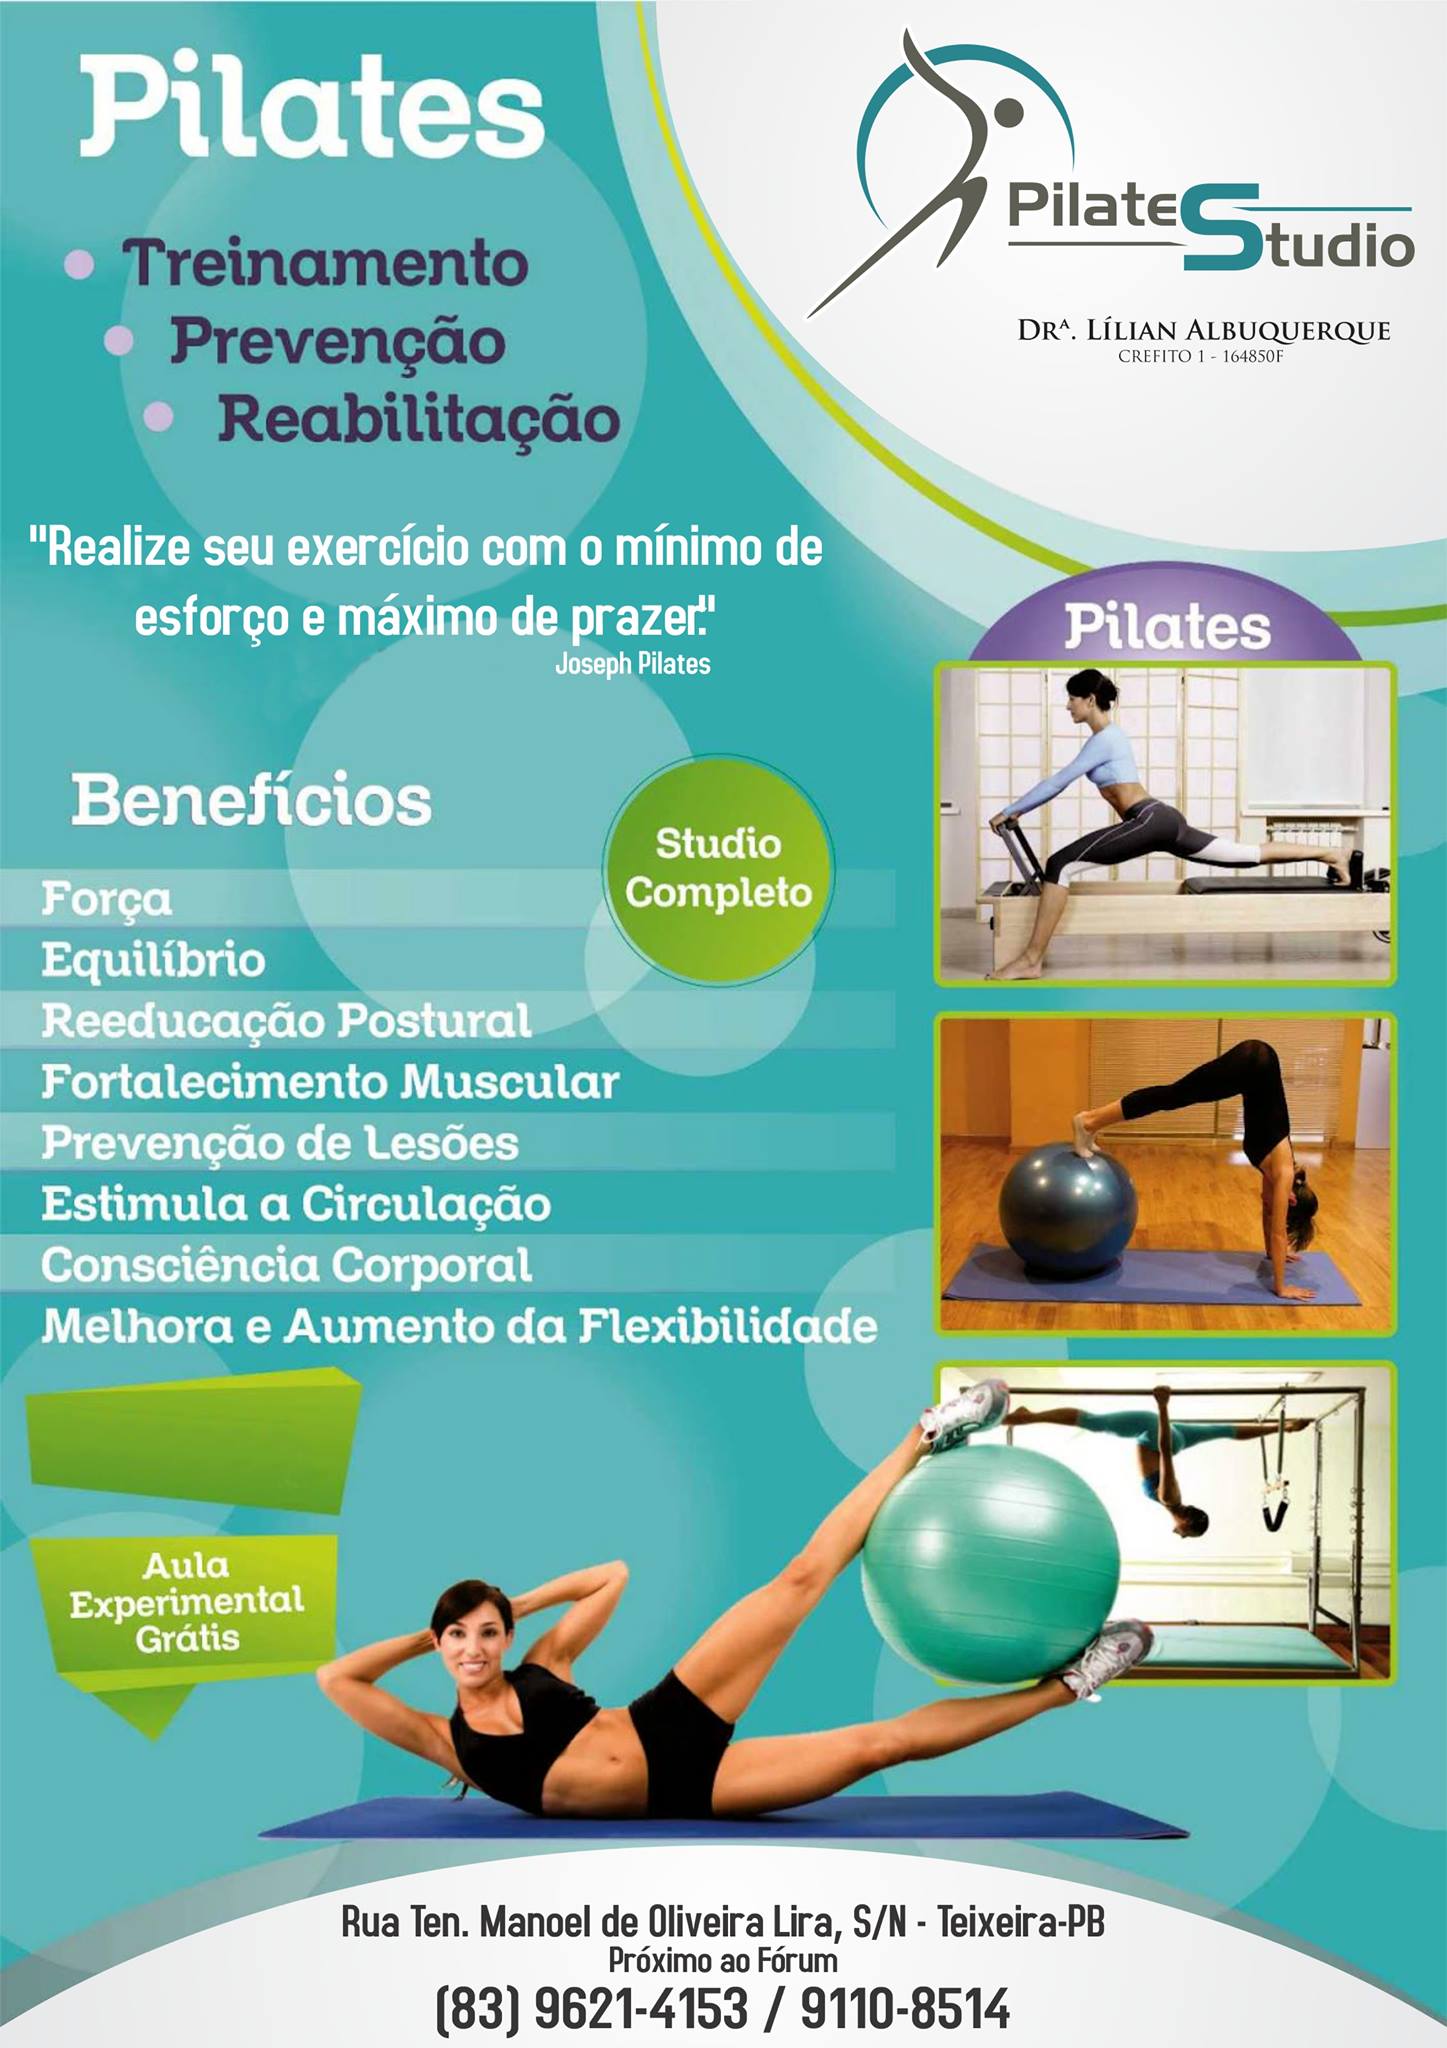 Pilates
Treinamento
Prevenção
Reabilitação
PilateS
Studio
Drª. Lílian Albuquerque
CREFITO 1 - 164850F
"Realize seu exercício com o mínimo de
esforço e máximo de prazer."
Joseph Pilates
Pilates
Benefícios
Studio
Completo
Força
Equilíbrio
Reeducação Postural
Fortalecimento Muscular
Prevenção de Lesões
Estimula a Circulação
Consciência Corporal
Melhora e Aumento da Flexibilidade
Aula
Experimental
Grátis
Rua Ten. Manoel de Oliveira Lira, S/N - Teixeira-PB
Próximo ao Fórum
(83) 9621-4153 / 9110-8514